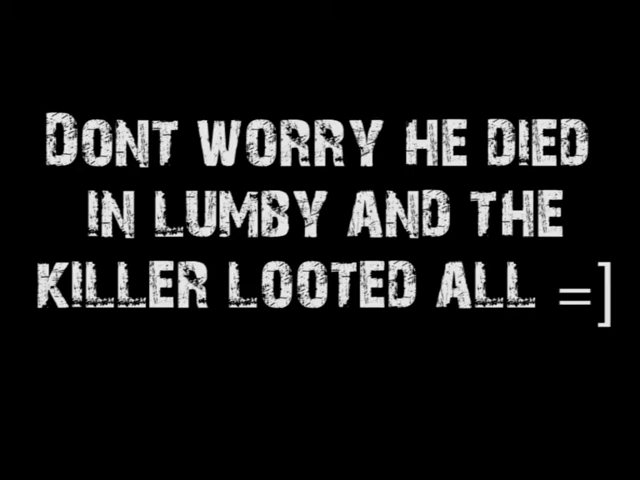 Dont worry he died
in lumby and the
killer looted all =]